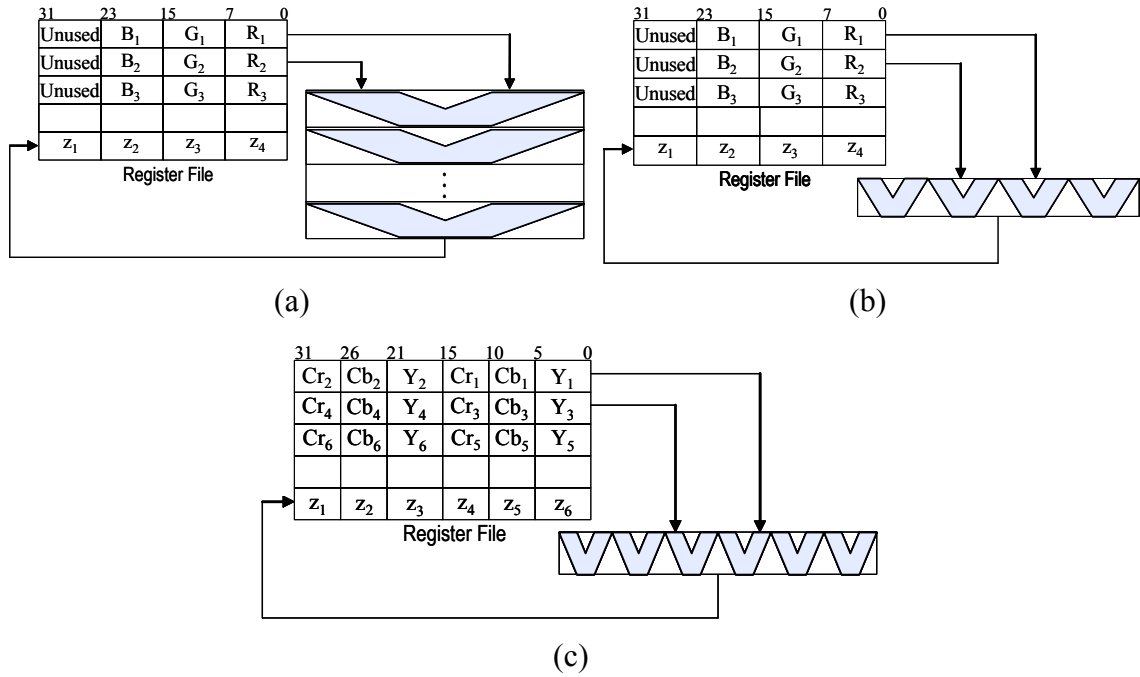 31 23 15 7 0
Unused B₁ G₁ R₁
Unused B₂ G₂ R₂
Unused B₃ G₃ R₃
z₁ z₂ z₃ z₄
Register File
(a)
31 23 15 7 0
Unused B₁ G₁ R₁
Unused B₂ G₂ R₂
Unused B₃ G₃ R₃
z₁ z₂ z₃ z₄
Register File
(b)
31 26 21 15 10 5 0
Cr₂ Cb₂ Y₂ Cr₁ Cb₁ Y₁
Cr₄ Cb₄ Y₄ Cr₃ Cb₃ Y₃
Cr₆ Cb₆ Y₆ Cr₅ Cb₅ Y₅
z₁ z₂ z₃ z₄ z₅ z₆
Register File
(c)